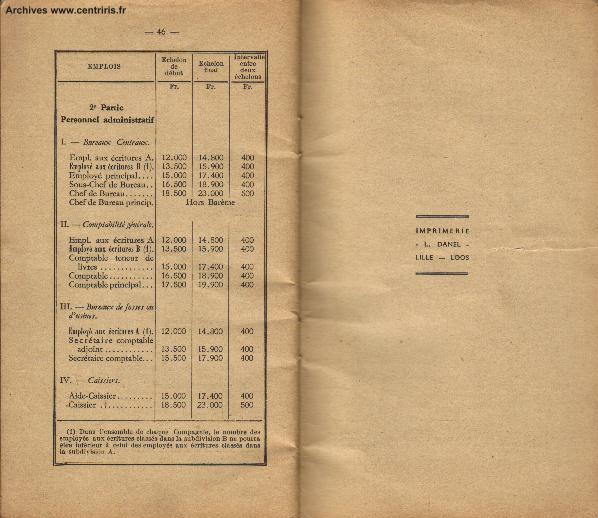 Archives www.centriris.fr
— 46 —
EMPLOIS Echelon de début Echelon final Intervalle entre deux échelons
Fr. Fr. Fr.
2e Partie
Personnel administratif
I. — Bureaux Centraux.
Empl. aux écritures A. 12.000 14.800 400
Employé aux écritures B (1). 13.500 15.900 400
Employé principal.... 15.000 17.400 400
Sous-Chef de Bureau.. 16.500 18.900 400
Chef de Bureau....... 18.500 23.000 500
Chef de Bureau princip. Hors Barème
II. — Comptabilité générale.
Empl. aux écritures A 12.000 14.800 400
Employé aux écritures B (1). 13.500 15.900 400
Comptable teneur de
livres ............. 15.000 17.400 400
Comptable........... 16.500 18.900 400
Comptable principal... 17.500 19.900 400
III. — Bureaux de fosses ou
d'usines.
Employé aux écritures A (1). 12.000 14.800 400
Secrétaire comptable
adjoint ........... 13.500 15.900 400
Secrétaire comptable... 15.500 17.900 400
IV. — Caissiers.
Aide-Caissier......... 15.000 17.400 400
Caissier ............. 18.500 23.000 500
(1) Dans l'ensemble de chaque Compagnie, le nombre des
employés aux écritures classés dans la subdivision B ne pourra
être inférieur à celui des employés aux écritures classés dans
la subdivision A.
IMPRIMERIE
- L. DANEL -
LILLE — LOOS